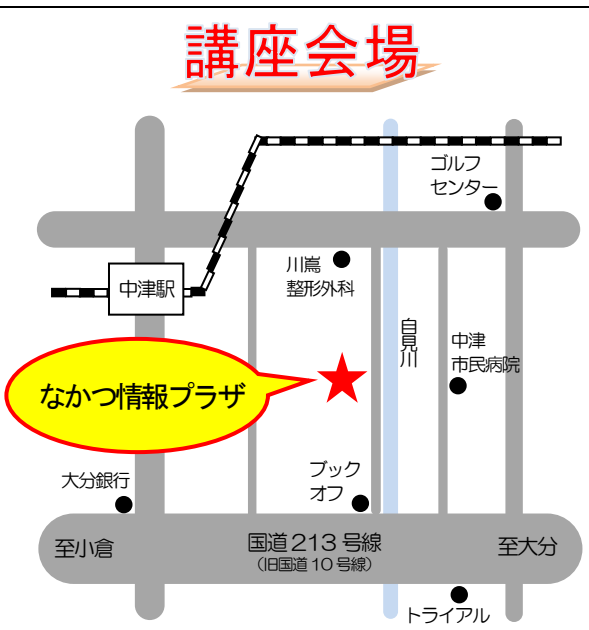 講座会場
ゴルフ
センター
川嶌
整形外科
中津駅
自見川
中津
市民病院
なかつ情報プラザ
大分銀行
ブック
オフ
至小倉
国道213号線
(旧国道10号線)
至大分
トライアル